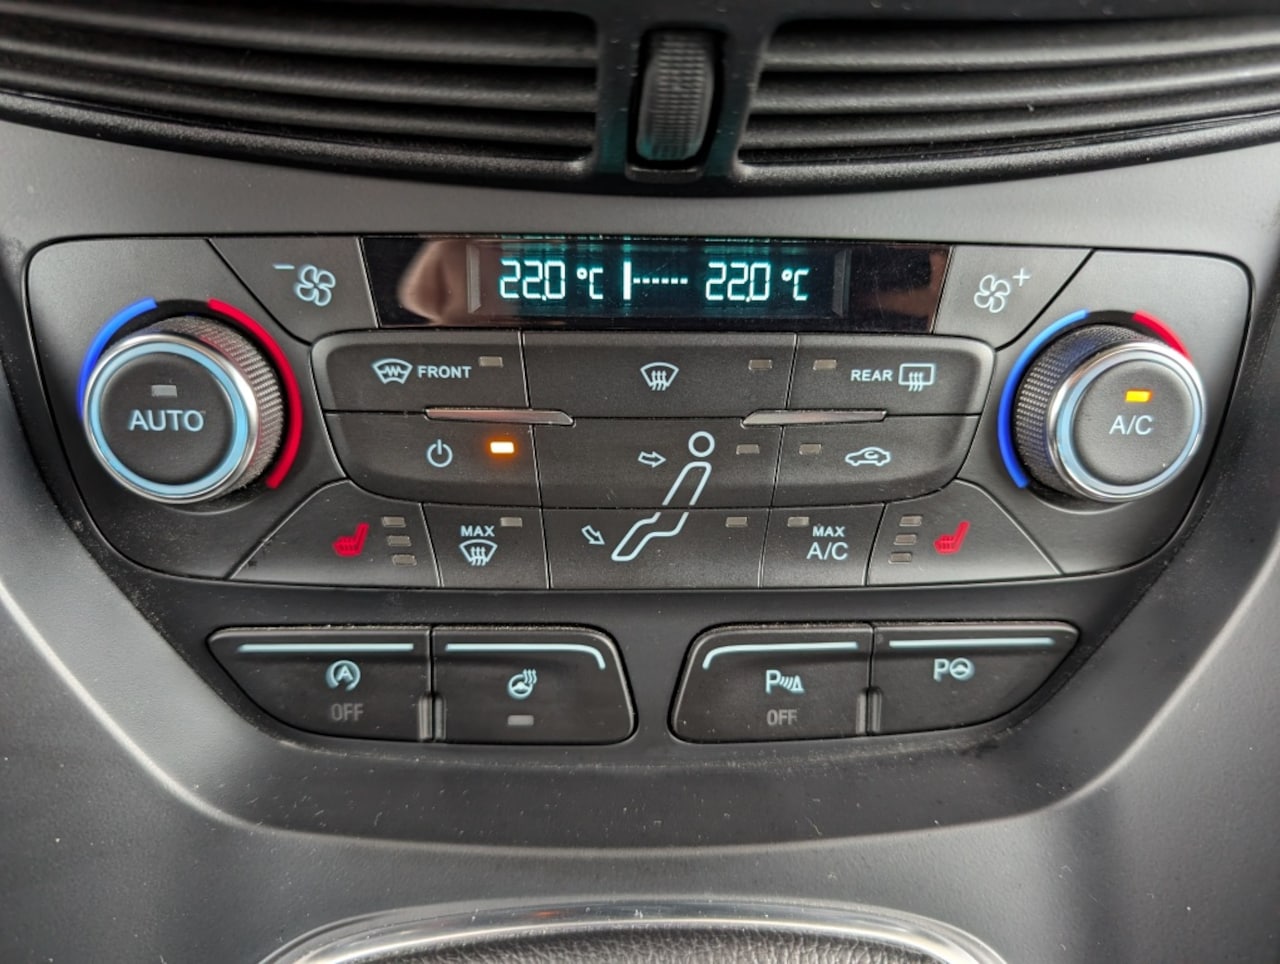 22.0 °C 22.0 °C
FRONT
REAR
AUTO
A/C
MAX
MAX
A/C
OFF
OFF
P
P